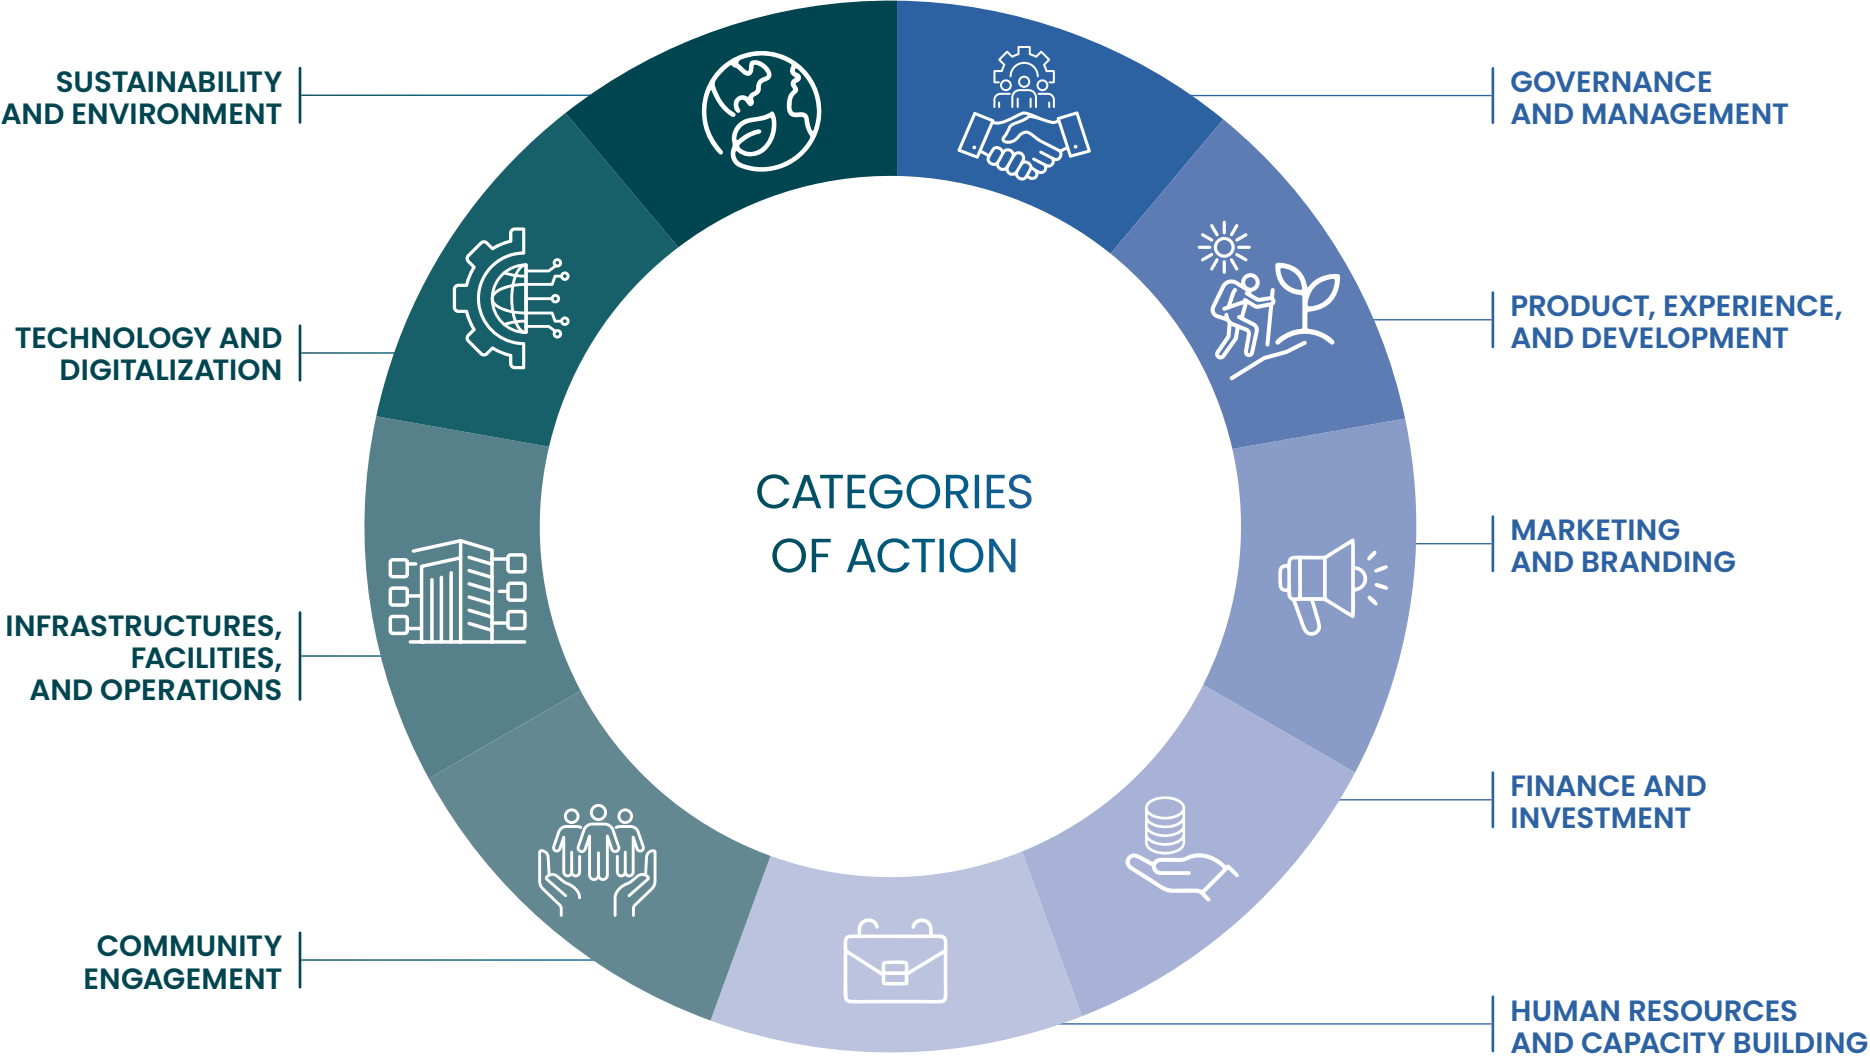 CATEGORIES
OF ACTION
GOVERNANCE
AND MANAGEMENT
PRODUCT, EXPERIENCE,
AND DEVELOPMENT
MARKETING
AND BRANDING
FINANCE AND
INVESTMENT
HUMAN RESOURCES
AND CAPACITY BUILDING
COMMUNITY
ENGAGEMENT
INFRASTRUCTURES,
FACILITIES,
AND OPERATIONS
TECHNOLOGY AND
DIGITALIZATION
SUSTAINABILITY
AND ENVIRONMENT